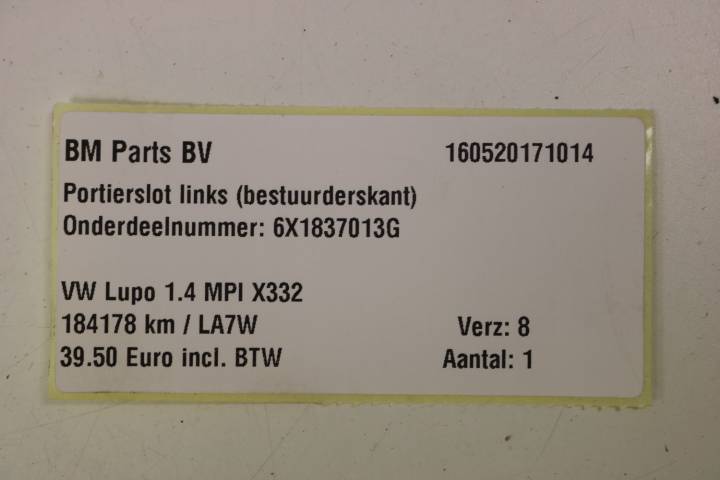 BM Parts BV 160520171014
Portierslot links (bestuurderskant)
Onderdeelnummer: 6X1837013G
VW Lupo 1.4 MPI X332
184178 km / LA7W Verz: 8
39.50 Euro incl. BTW Aantal: 1